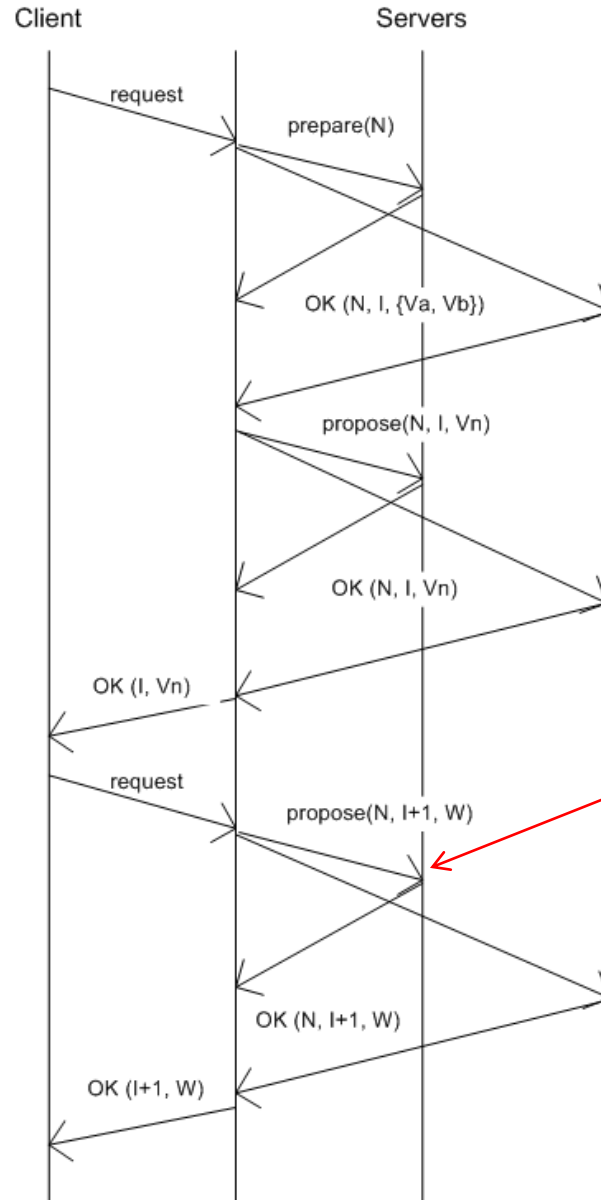 Client
Servers
request
prepare(N)
OK (N, I, {Va, Vb})
propose(N, I, Vn)
OK (N, I, Vn)
OK (I, Vn)
request
propose(N, I+1, W)
OK (N, I+1, W)
OK (I+1, W)